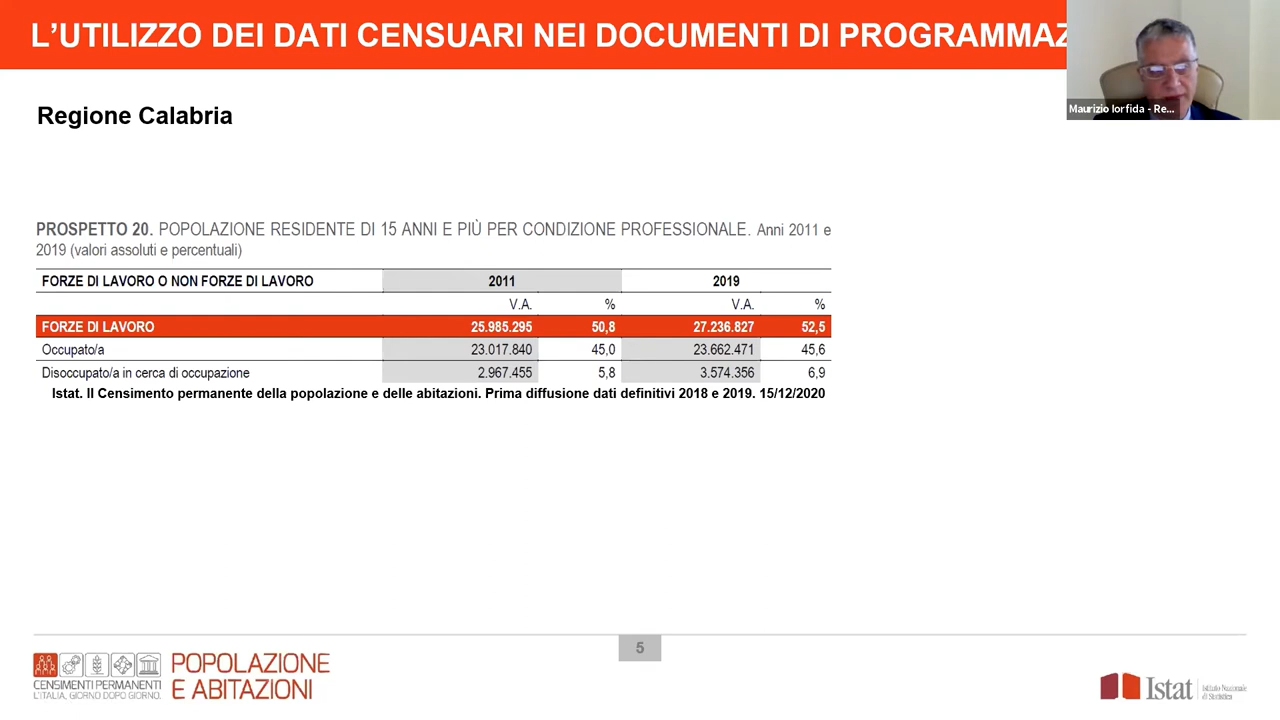 L’UTILIZZO DEI DATI CENSUARI NEI DOCUMENTI DI PROGRAMMAZ
Maurizio Iorfida - Re...
Regione Calabria
PROSPETTO 20. POPOLAZIONE RESIDENTE DI 15 ANNI E PIÙ PER CONDIZIONE PROFESSIONALE. Anni 2011 e
2019 (valori assoluti e percentuali)
FORZE DI LAVORO O NON FORZE DI LAVORO 2011 2019
V.A. % V.A. %
FORZE DI LAVORO 25.985.295 50,8 27.236.827 52,5
Occupato/a 23.017.840 45,0 23.662.471 45,6
Disoccupato/a in cerca di occupazione 2.967.455 5,8 3.574.356 6,9
Istat. Il Censimento permanente della popolazione e delle abitazioni. Prima diffusione dati definitivi 2018 e 2019. 15/12/2020
5
CENSIMENTI PERMANENTI
L'ITALIA, GIORNO DOPO GIORNO.
POPOLAZIONE
E ABITAZIONI
Istat
Istituto Nazionale
di Statistica